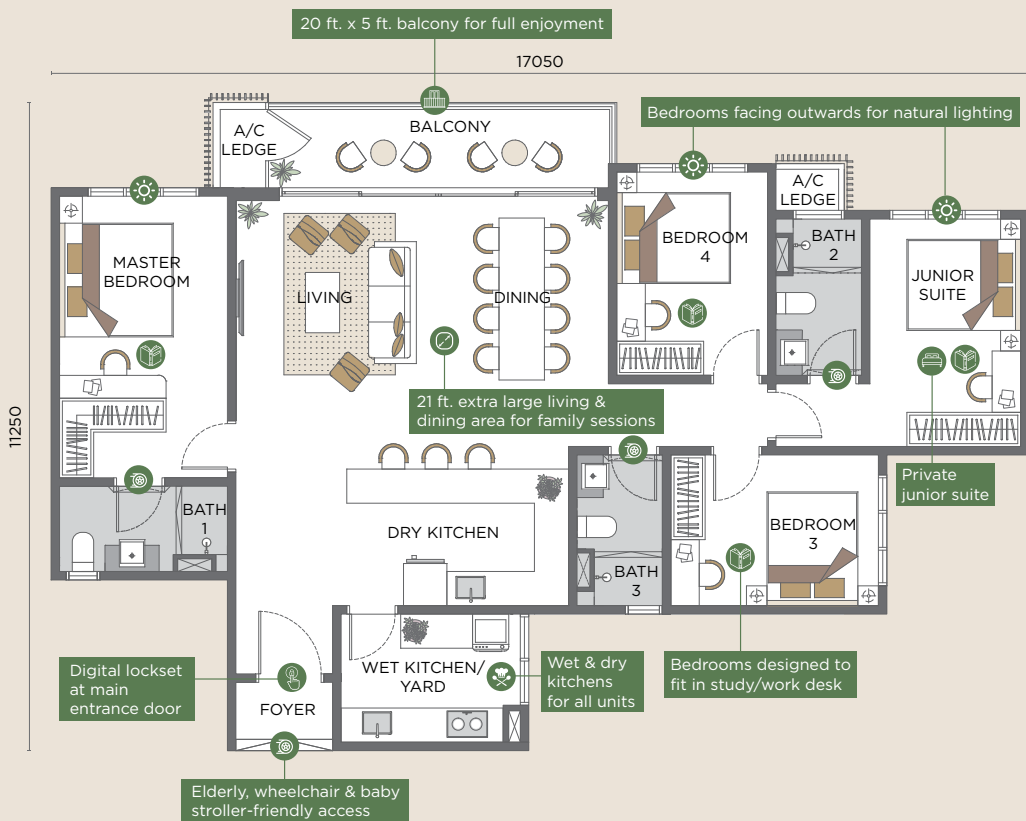 20 ft. x 5 ft. balcony for full enjoyment
17050
Bedrooms facing outwards for natural lighting
A/C
LEDGE
BALCONY
A/C
LEDGE
MASTER
BEDROOM
LIVING
DINING
BEDROOM
4
BATH
2
JUNIOR
SUITE
11250
21 ft. extra large living &
dining area for family sessions
Private
junior suite
BATH
1
DRY KITCHEN
BATH
3
BEDROOM
3
Digital lockset
at main
entrance door
FOYER
WET KITCHEN/
YARD
Wet & dry
kitchens
for all units
Bedrooms designed to
fit in study/work desk
Elderly, wheelchair & baby
stroller-friendly access